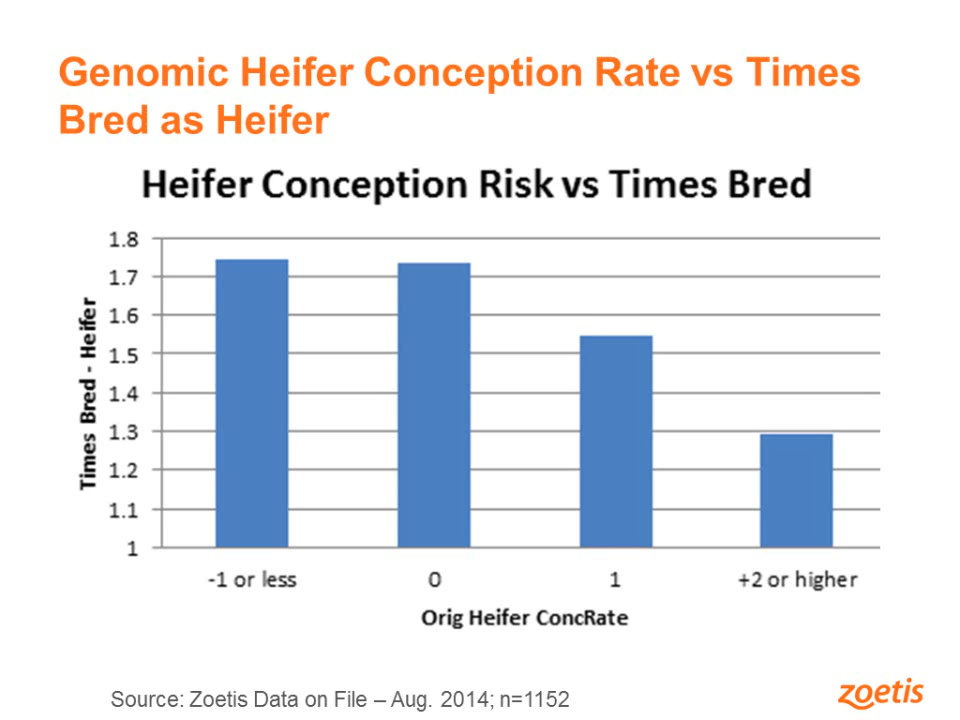 Genomic Heifer Conception Rate vs Times
Bred as Heifer
Heifer Conception Risk vs Times Bred
Times Bred - Heifer
1.8
1.7
1.6
1.5
1.4
1.3
1.2
1.1
1
-1 or less 0 1 +2 or higher
Orig Heifer ConcRate
Source: Zoetis Data on File – Aug. 2014; n=1152
zoetis